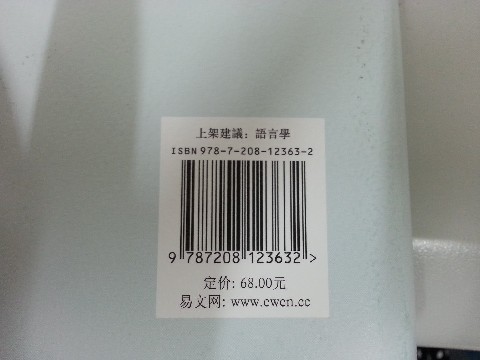 上架建議：語言學
ISBN 978-7-208-12363-2
9 787208 123632 >
定价: 68.00元
易文网: www.ewen.cc